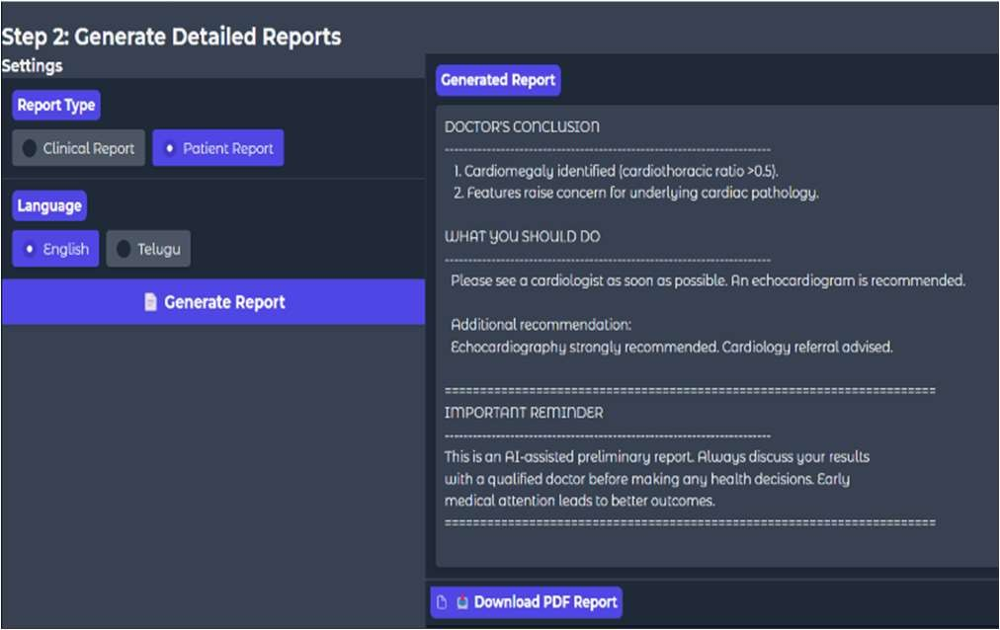 Step 2: Generate Detailed Reports
Settings
Report Type
Clinical Report
Patient Report
Language
English
Telugu
Generate Report
Generated Report
DOCTOR'S CONCLUSION
--------------------------------------------------------------------
1. Cardiomegaly identified (cardiothoracic ratio >0.5).
2. Features raise concern for underlying cardiac pathology.
WHAT YOU SHOULD DO
--------------------------------------------------------------------
Please see a cardiologist as soon as possible. An echocardiogram is recommended.
Additional recommendation:
Echocardiography strongly recommended. Cardiology referral advised.
======================================================================
IMPORTANT REMINDER
--------------------------------------------------------------------
This is an AI-assisted preliminary report. Always discuss your results
with a qualified doctor before making any health decisions. Early
medical attention leads to better outcomes.
======================================================================
Download PDF Report